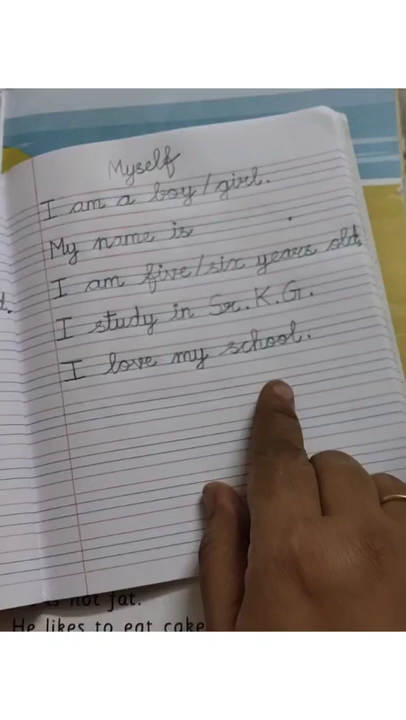 Myself
I am a boy/girl.
My name is .
I am five/six years old.
I study in Sr.K.G.
I love my school.
d.
is not fat.
He likes to eat cake